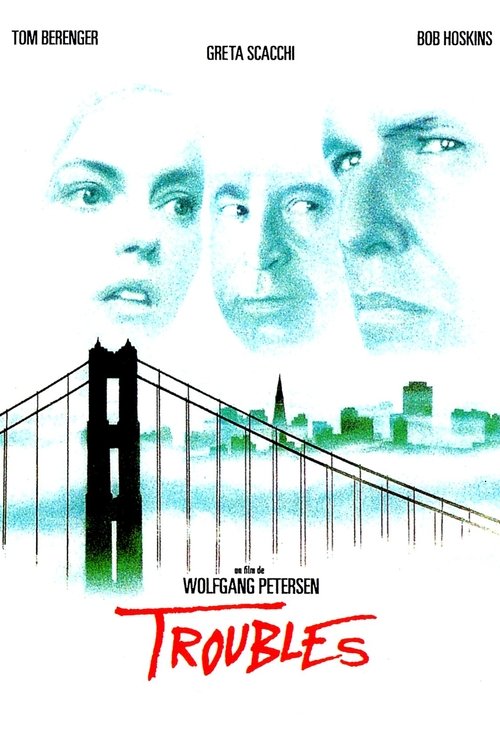 TOM BERENGER
GRETA SCACCHI
BOB HOSKINS
un film de
WOLFGANG PETERSEN
TROUBLES